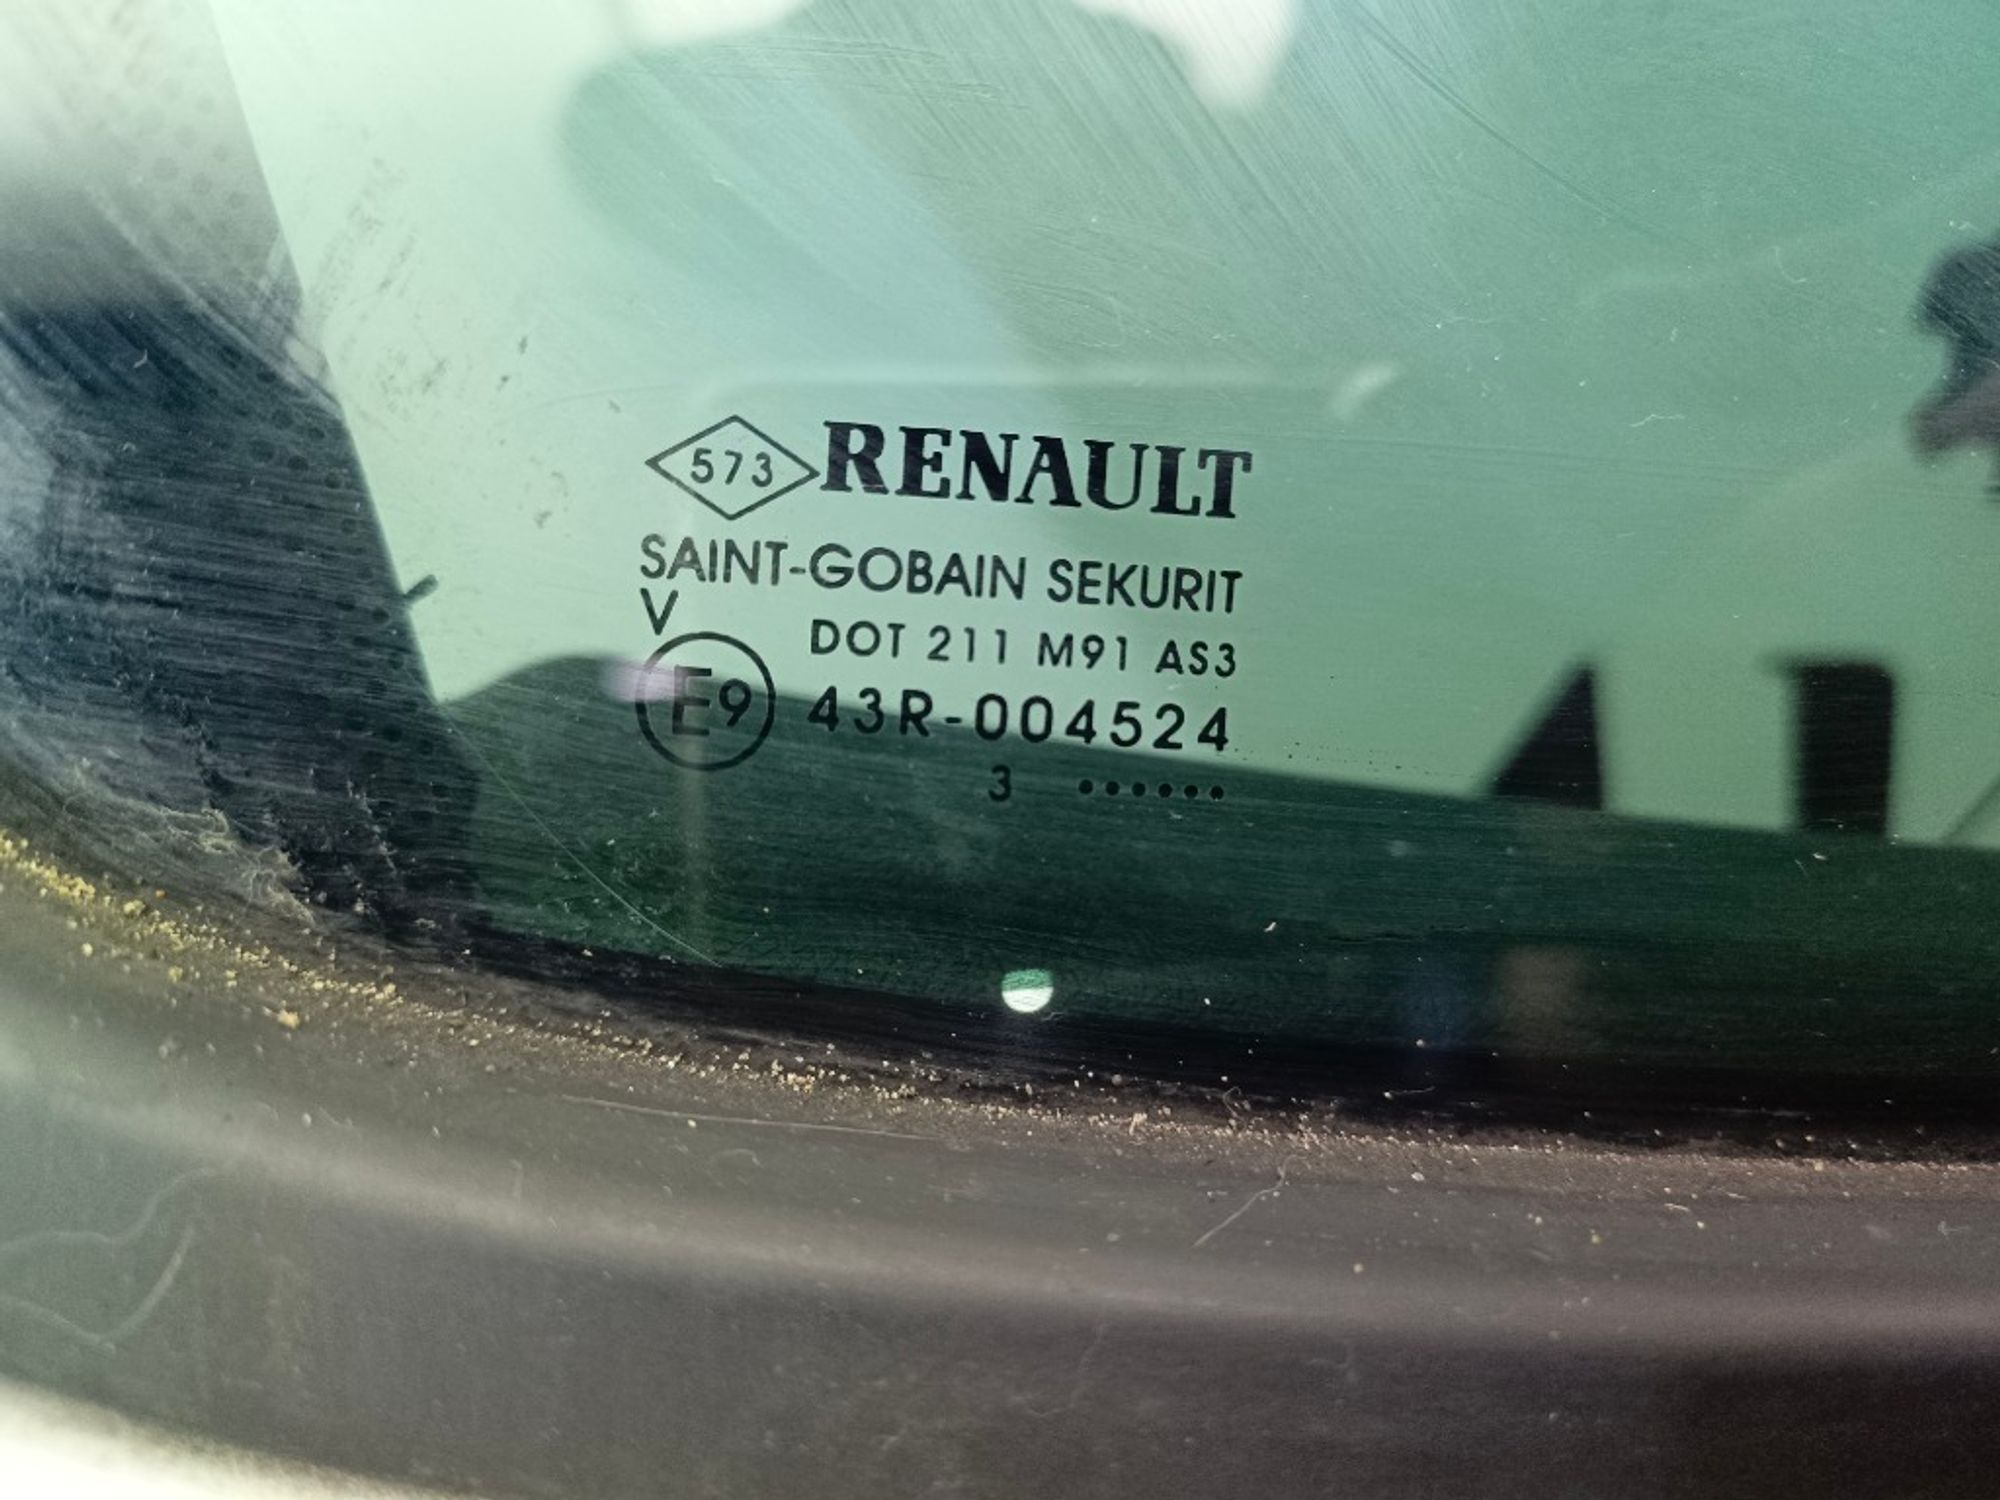 573 RENAULT
SAINT-GOBAIN SEKURIT
V
DOT 211 M91 AS3
E9 43R-004524
3 ••••••